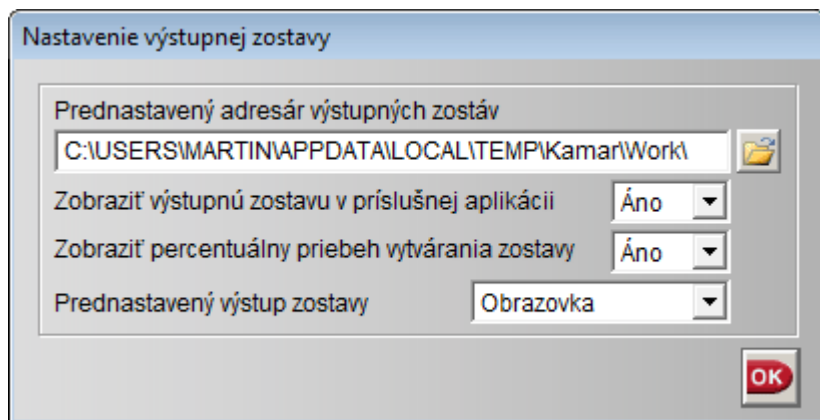 Nastavenie výstupnej zostavy
Prednastavený adresár výstupných zostáv
C:\USERS\MARTIN\APPDATA\LOCAL\TEMP\Kamar\Work\
Zobraziť výstupnú zostavu v príslušnej aplikácii Áno
Zobraziť percentuálny priebeh vytvárania zostavy Áno
Prednastavený výstup zostavy Obrazovka
OK